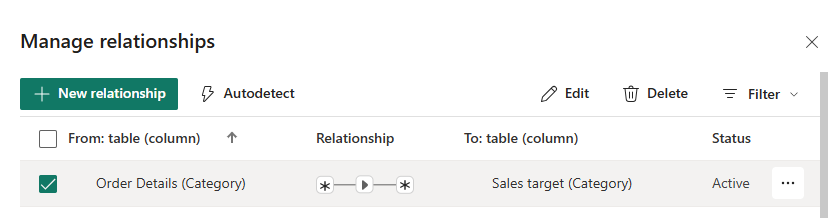 Manage relationships
New relationship Autodetect Edit Delete Filter
From: table (column) Relationship To: table (column) Status
Order Details (Category) * * Sales target (Category) Active ...